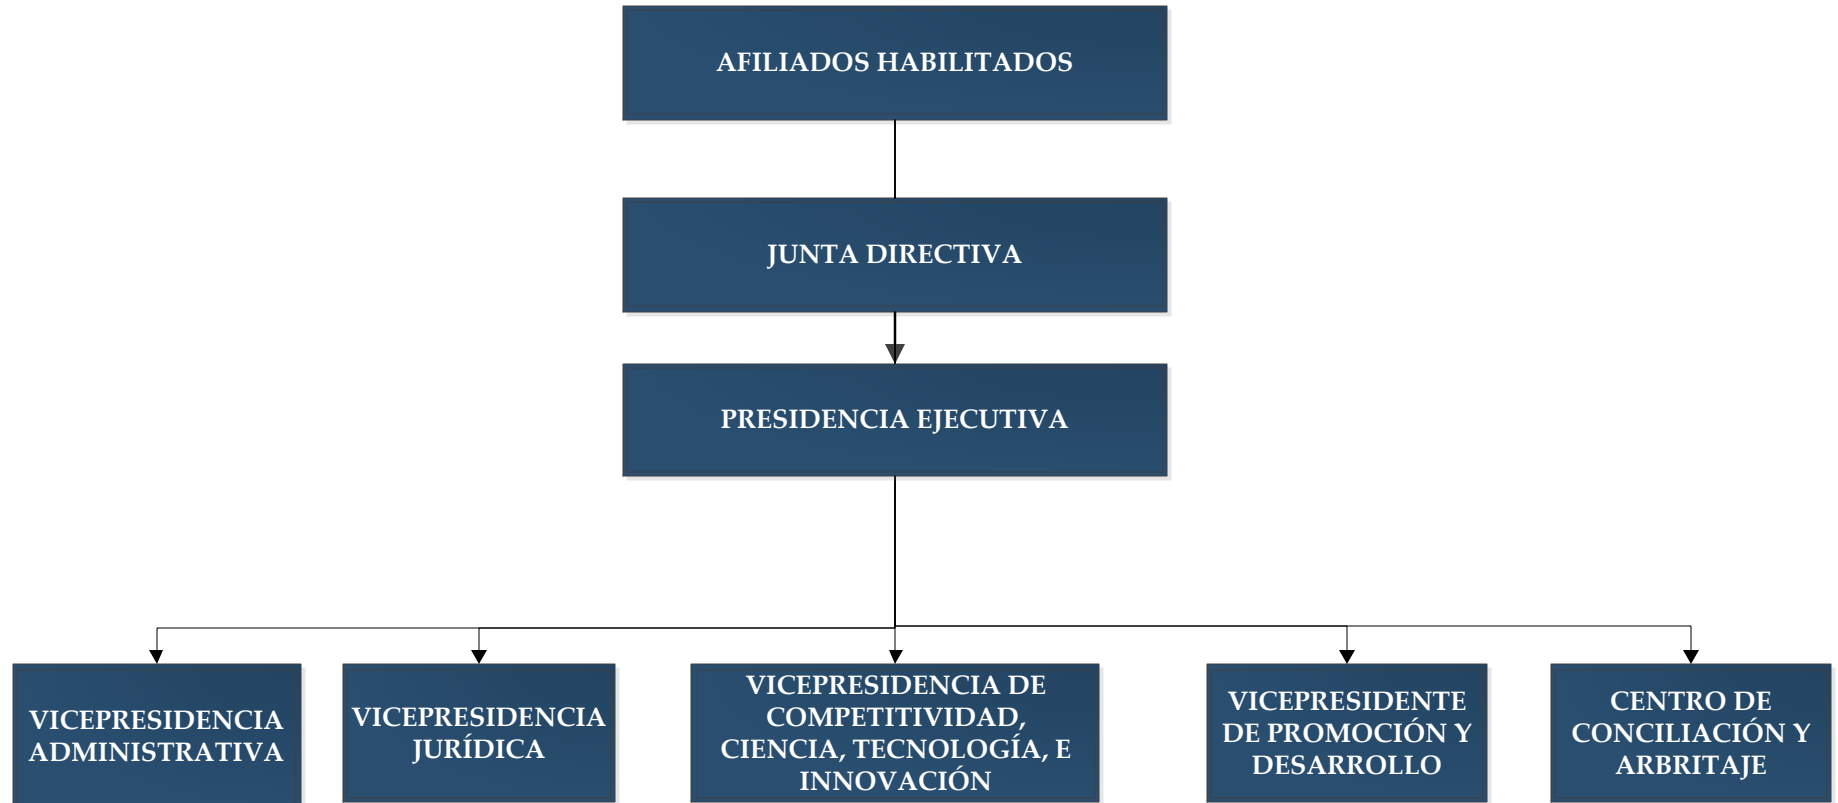 AFILIADOS HABILITADOS
JUNTA DIRECTIVA
PRESIDENCIA EJECUTIVA
VICEPRESIDENCIA
ADMINISTRATIVA
VICEPRESIDENCIA
JURÍDICA
VICEPRESIDENCIA DE
COMPETITIVIDAD,
CIENCIA, TECNOLOGÍA, E
INNOVACIÓN
VICEPRESIDENTE
DE PROMOCIÓN Y
DESARROLLO
CENTRO DE
CONCILIACIÓN Y
ARBRITAJE